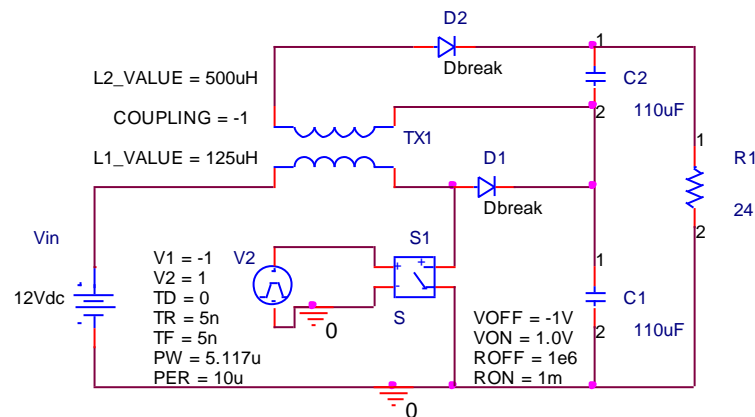 D2
1
Dbreak
L2_VALUE = 500uH
C2
COUPLING = -1
2
110uF
TX1
1
L1_VALUE = 125uH
D1
R1
Dbreak
24
Vin
S1
2
V1 = -1
V2
V2 = 1
1
TD = 0
12Vdc
TR = 5n
C1
TF = 5n
0
S
VOFF = -1V
2
110uF
PW = 5.117u
VON = 1.0V
PER = 10u
ROFF = 1e6
RON = 1m
0